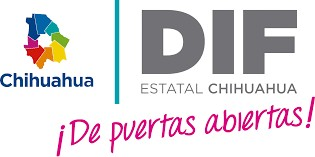 Chihuahua
DIF
ESTATAL CHIHUAHUA
¡De puertas abiertas!